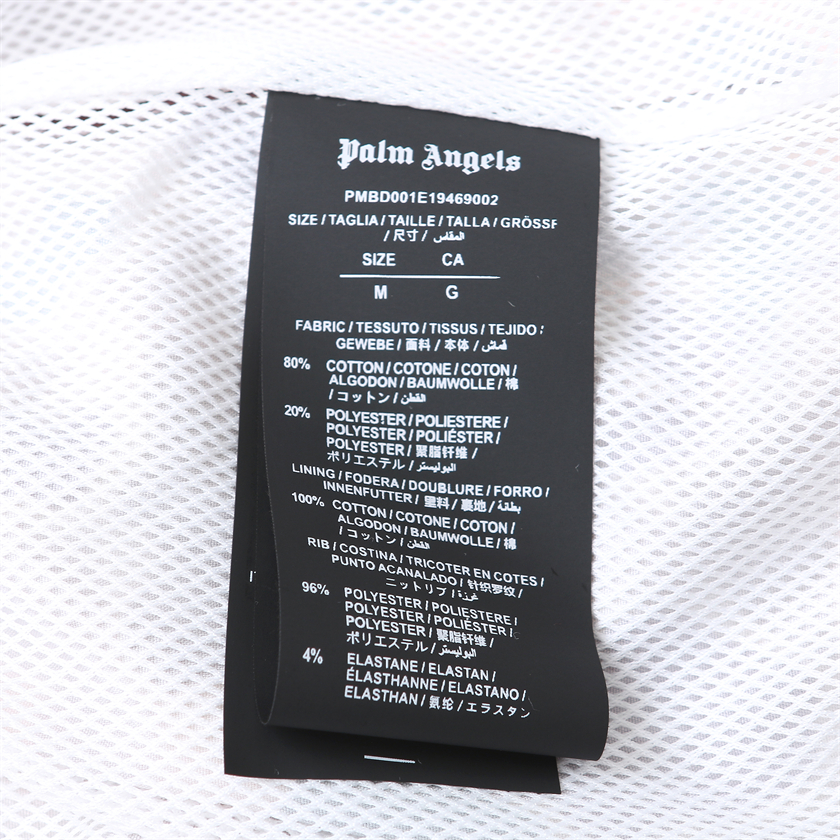 Palm Angels
PMBD001E19469002
SIZE / TAGLIA / TAILLE / TALLA / GRÖSSE
/ 尺寸 / المقاس
SIZE CA
M G
FABRIC / TESSUTO / TISSUS / TEJIDO /
GEWEBE / 面料 / 本体 / قماش
80% COTTON / COTONE / COTON /
ALGODON / BAUMWOLLE / 棉
/ コットン / القطن
20% POLYESTER / POLIESTERE /
POLYESTER / POLIÉSTER /
POLYESTER / 聚脂纤维 /
ポリエステル / البوليستر
LINING / FODERA / DOUBLURE / FORRO /
INNENFUTTER / 里料 / 裏地 / بطانة
100% COTTON / COTONE / COTON /
ALGODON / BAUMWOLLE / 棉
/ コットン / القطن
RIB / COSTINA / TRICOTER EN COTES /
PUNTO ACANALADO / 针织罗纹 /
ニットリブ /
96% POLYESTER / POLIESTERE /
POLYESTER / POLIÉSTER /
POLYESTER / 聚脂纤维 /
ポリエステル / البوليستر
4% ELASTANE / ELASTAN /
ÉLASTHANNE / ELASTANO /
ELASTHAN / 氨纶 / エラスタン